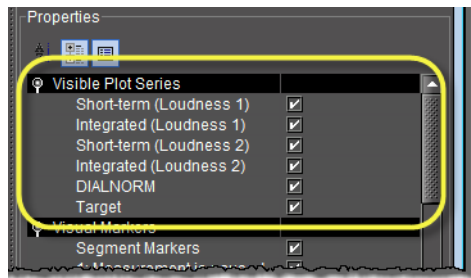 Properties
Visible Plot Series
Short-term (Loudness 1)
Integrated (Loudness 1)
Short-term (Loudness 2)
Integrated (Loudness 2)
DIALNORM
Target
Visual Markers
Segment Markers